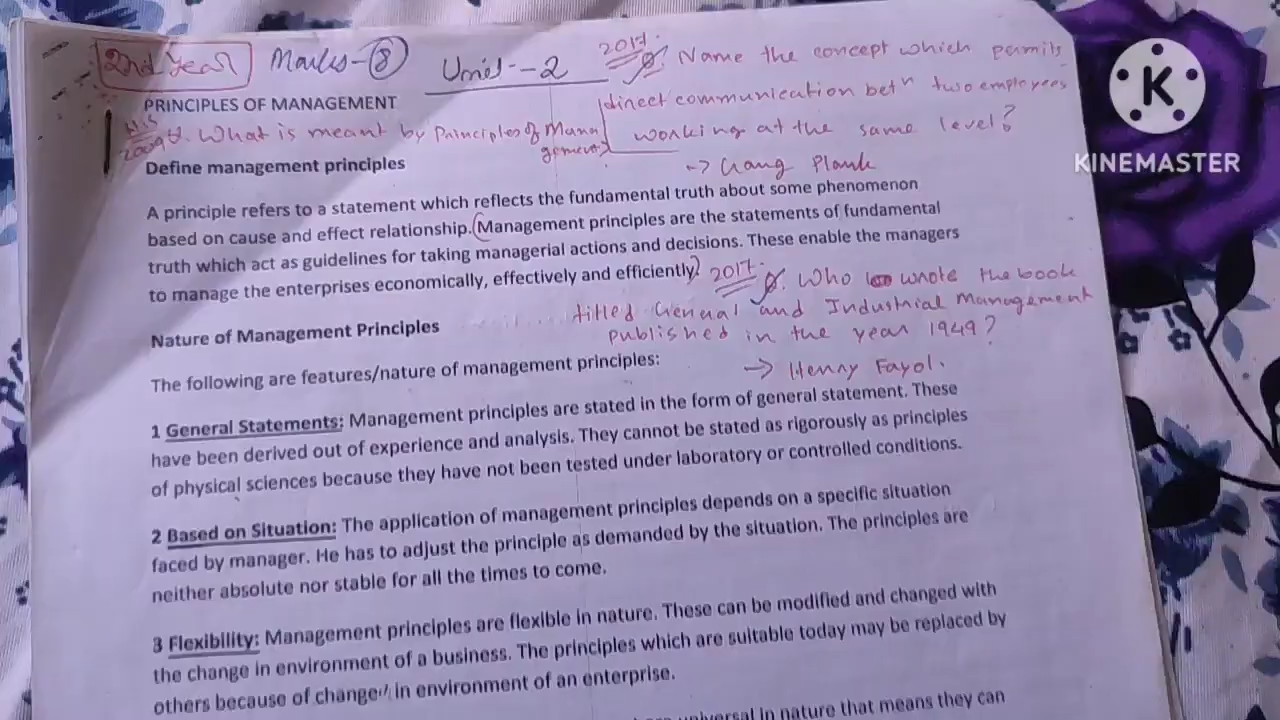 2nd Year Marks-8 Unit--2
2017. Q. Name the concept which permits
direct communication betn two employees
working at the same level?
-> Gang Plank
KINEMASTER
PRINCIPLES OF MANAGEMENT
H.S 2009 Q. What is meant by Principles of Mana
gement?
Define management principles
A principle refers to a statement which reflects the fundamental truth about some phenomenon
based on cause and effect relationship. (Management principles are the statements of fundamental
truth which act as guidelines for taking managerial actions and decisions. These enable the managers
to manage the enterprises economically, effectively and efficiently)
2017. Q. Who wrote the book
titled General and Industrial Management
published in the year 1949?
-> Henry Fayol.
Nature of Management Principles
The following are features/nature of management principles:
1 General Statements: Management principles are stated in the form of general statement. These
have been derived out of experience and analysis. They cannot be stated as rigorously as principles
of physical sciences because they have not been tested under laboratory or controlled conditions.
2 Based on Situation: The application of management principles depends on a specific situation
faced by manager. He has to adjust the principle as demanded by the situation. The principles are
neither absolute nor stable for all the times to come.
3 Flexibility: Management principles are flexible in nature. These can be modified and changed with
the change in environment of a business. The principles which are suitable today may be replaced by
others because of change in environment of an enterprise.
universal in nature that means they can